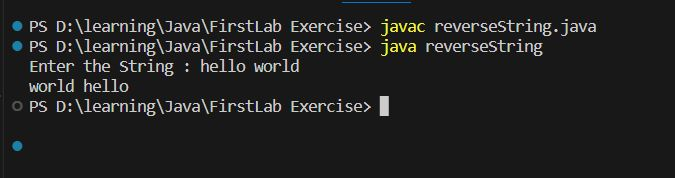 PS D:\learning\Java\FirstLab Exercise> javac reverseString.java
PS D:\learning\Java\FirstLab Exercise> java reverseString
Enter the String : hello world
world hello
PS D:\learning\Java\FirstLab Exercise>